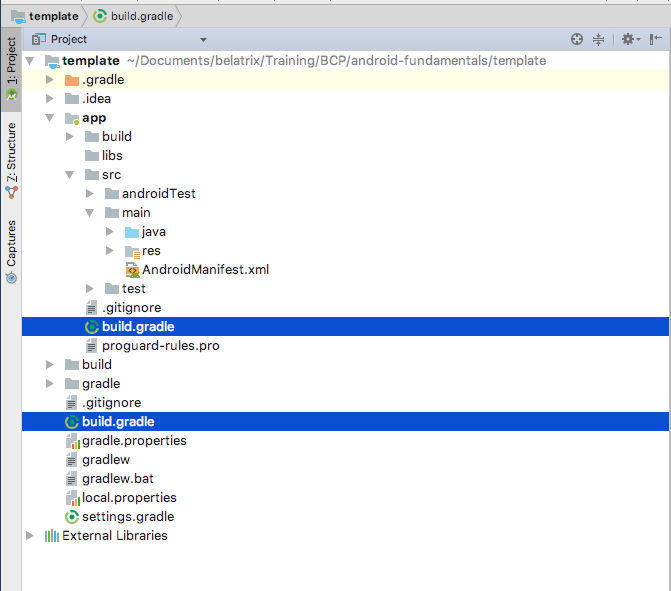 template build.gradle
Project
1: Project
template ~/Documents/belatrix/Training/BCP/android-fundamentals/template
.gradle
.idea
app
build
libs
src
androidTest
main
java
res
AndroidManifest.xml
test
.gitignore
build.gradle
proguard-rules.pro
build
gradle
.gitignore
build.gradle
gradle.properties
gradlew
gradlew.bat
local.properties
settings.gradle
External Libraries
7: Structure
Captures